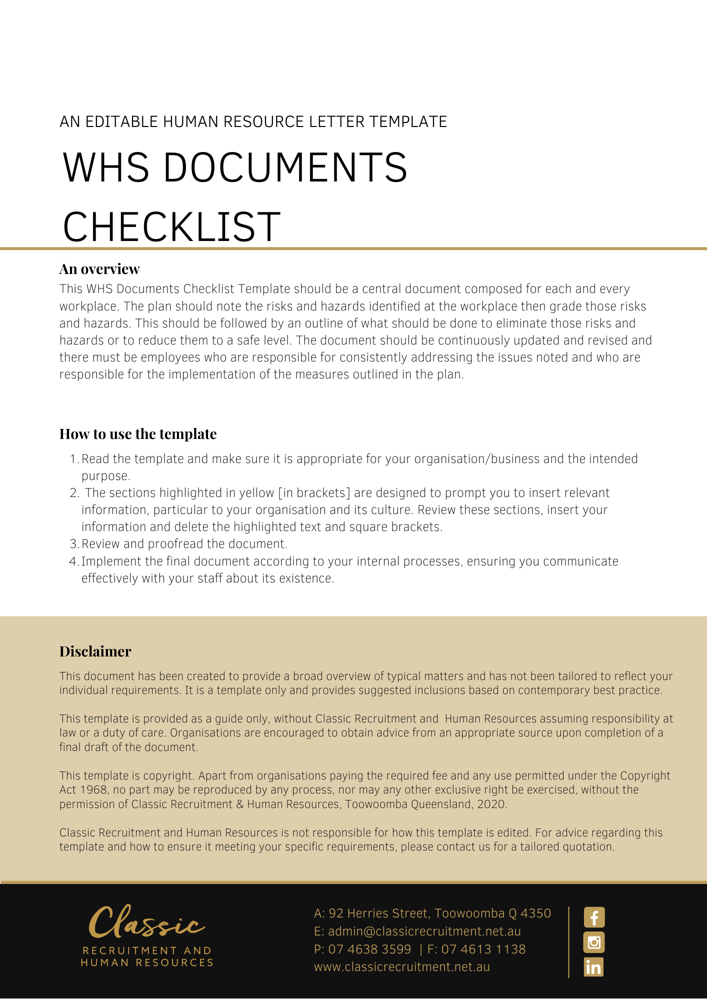 AN EDITABLE HUMAN RESOURCE LETTER TEMPLATE
WHS DOCUMENTS
CHECKLIST
An overview
This WHS Documents Checklist Template should be a central document composed for each and every
workplace. The plan should note the risks and hazards identified at the workplace then grade those risks
and hazards. This should be followed by an outline of what should be done to eliminate those risks and
hazards or to reduce them to a safe level. The document should be continuously updated and revised and
there must be employees who are responsible for consistently addressing the issues noted and who are
responsible for the implementation of the measures outlined in the plan.
How to use the template
1. Read the template and make sure it is appropriate for your organisation/business and the intended
purpose.
2. The sections highlighted in yellow [in brackets] are designed to prompt you to insert relevant
information, particular to your organisation and its culture. Review these sections, insert your
information and delete the highlighted text and square brackets.
3. Review and proofread the document.
4. Implement the final document according to your internal processes, ensuring you communicate
effectively with your staff about its existence.
Disclaimer
This document has been created to provide a broad overview of typical matters and has not been tailored to reflect your
individual requirements. It is a template only and provides suggested inclusions based on contemporary best practice.
This template is provided as a guide only, without Classic Recruitment and Human Resources assuming responsibility at
law or a duty of care. Organisations are encouraged to obtain advice from an appropriate source upon completion of a
final draft of the document.
This template is copyright. Apart from organisations paying the required fee and any use permitted under the Copyright
Act 1968, no part may be reproduced by any process, nor may any other exclusive right be exercised, without the
permission of Classic Recruitment & Human Resources, Toowoomba Queensland, 2020.
Classic Recruitment and Human Resources is not responsible for how this template is edited. For advice regarding this
template and how to ensure it meeting your specific requirements, please contact us for a tailored quotation.
Classic
RECRUITMENT AND
HUMAN RESOURCES
A: 92 Herries Street, Toowoomba Q 4350
E: admin@classicrecruitment.net.au
P: 07 4638 3599 | F: 07 4613 1138
www.classicrecruitment.net.au